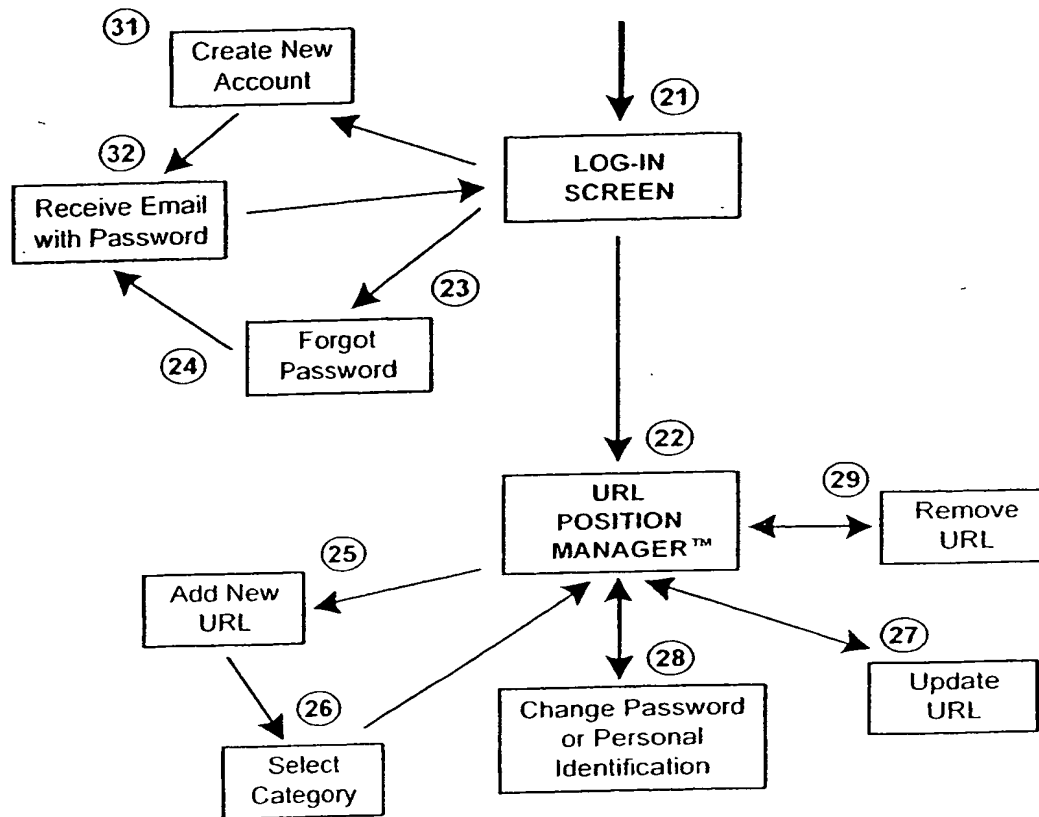 31
Create New
Account
21
LOG-IN
SCREEN
32
Receive Email
with Password
23
Forgot
Password
24
22
URL
POSITION
MANAGER™
29
Remove
URL
25
Add New
URL
27
Update
URL
28
Change Password
or Personal
Identification
26
Select
Category